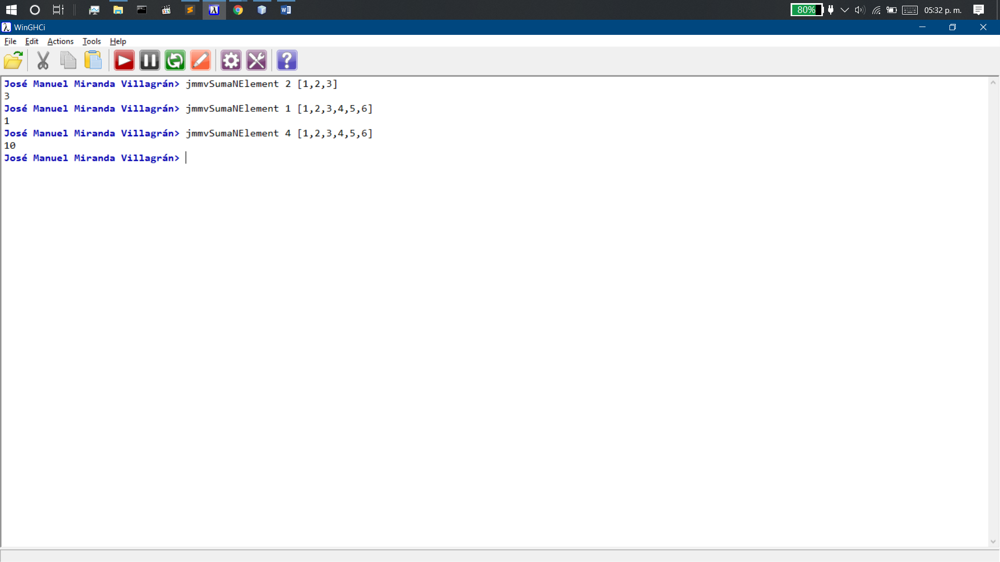 80%
05:32 p. m.
WinGHCi
File Edit Actions Tools Help
José Manuel Miranda Villagrán> jmmvSumaNElement 2 [1,2,3]
3
José Manuel Miranda Villagrán> jmmvSumaNElement 1 [1,2,3,4,5,6]
1
José Manuel Miranda Villagrán> jmmvSumaNElement 4 [1,2,3,4,5,6]
10
José Manuel Miranda Villagrán>